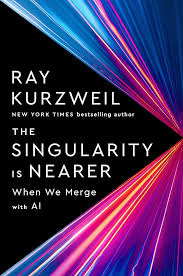 RAY
KURZWEIL
NEW YORK TIMES bestselling author
THE
SINGULARITY
IS NEARER
When We Merge
with AI